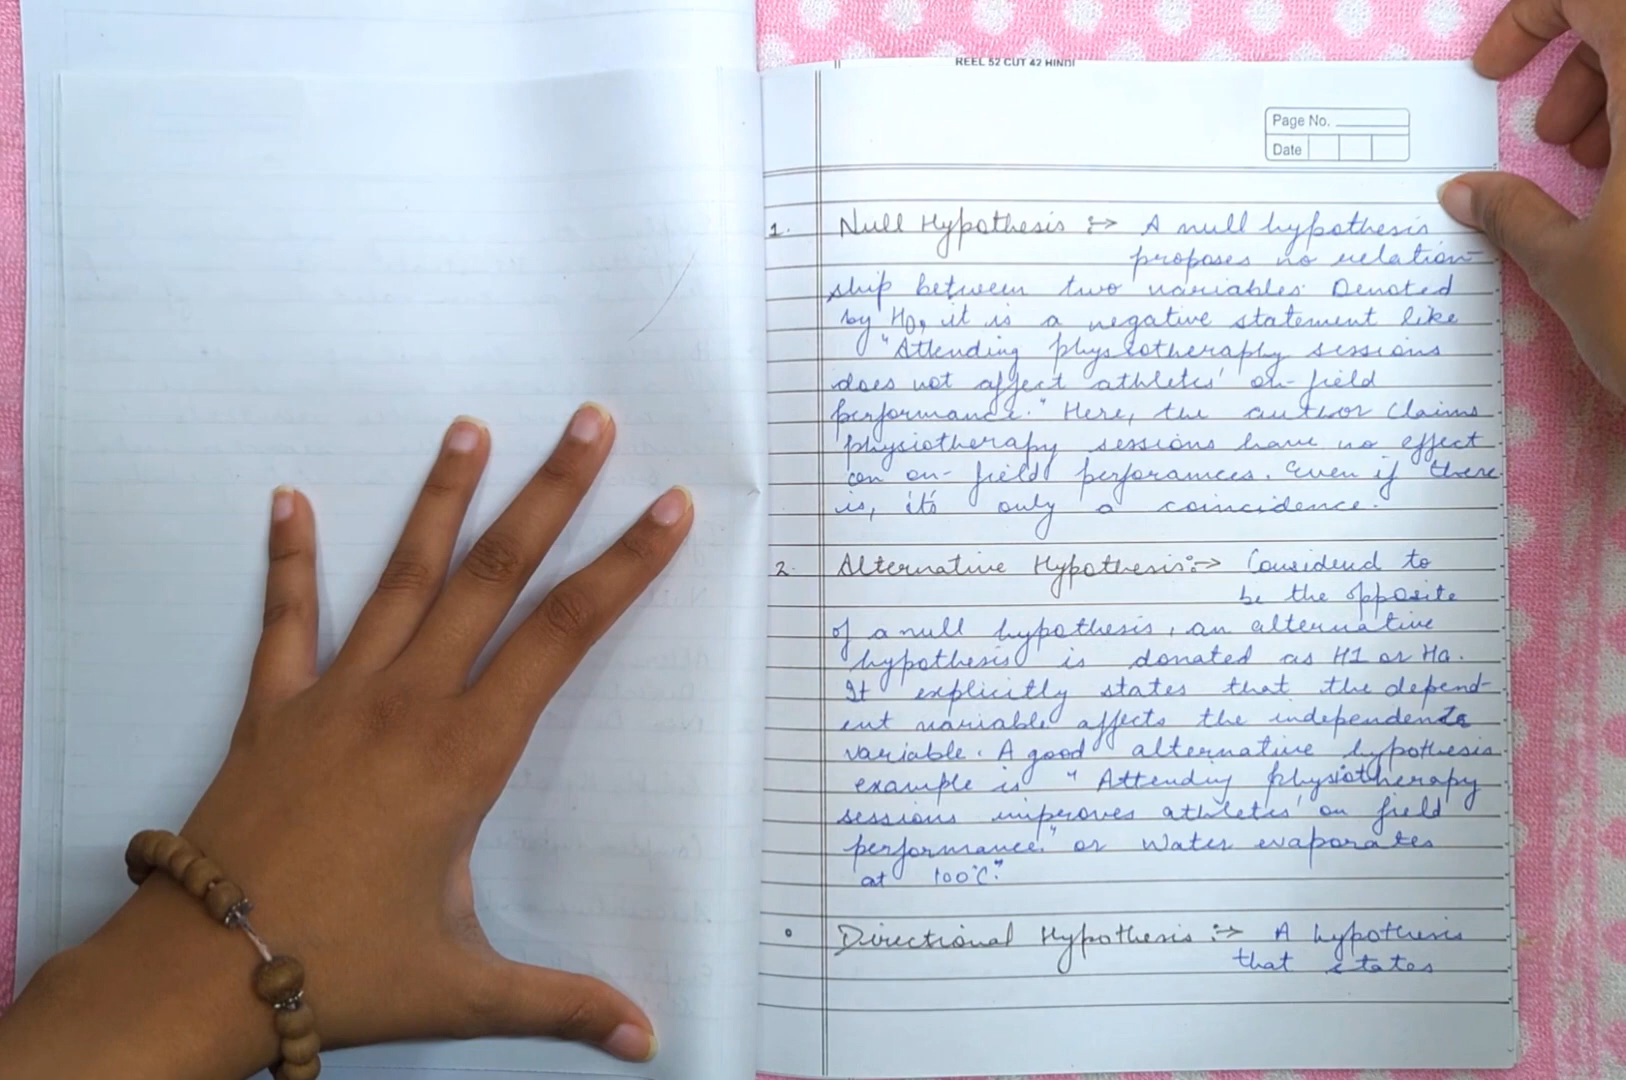 REEL 52 CUT 42 HINDI
Page No.
Date
1. Null Hypothesis :-> A null hypothesis
proposes no relation-
ship between two variables. Denoted
by H0, it is a negative statement like
"Attending physiotheraphy sessions
does not affect athletes' on-field
performance." Here, the author claims
physiotherapy sessions have no effect
on on-field perforamces. Even if there
is, it's only a coincidence.
2. Alternative Hypothesis :-> Considered to
be the opposite
of a null hypothesis, an alternative
hypothesis is donated as H1 or Ha.
It explicitly states that the depend-
ent variable affects the independent
variable. A good alternative hypothesis
example is "Attending physiotherapy
sessions improves athletes' on field
performance." or Water evaporates
at 100°C."
Directional Hypothesis :-> A hypothesis
that states